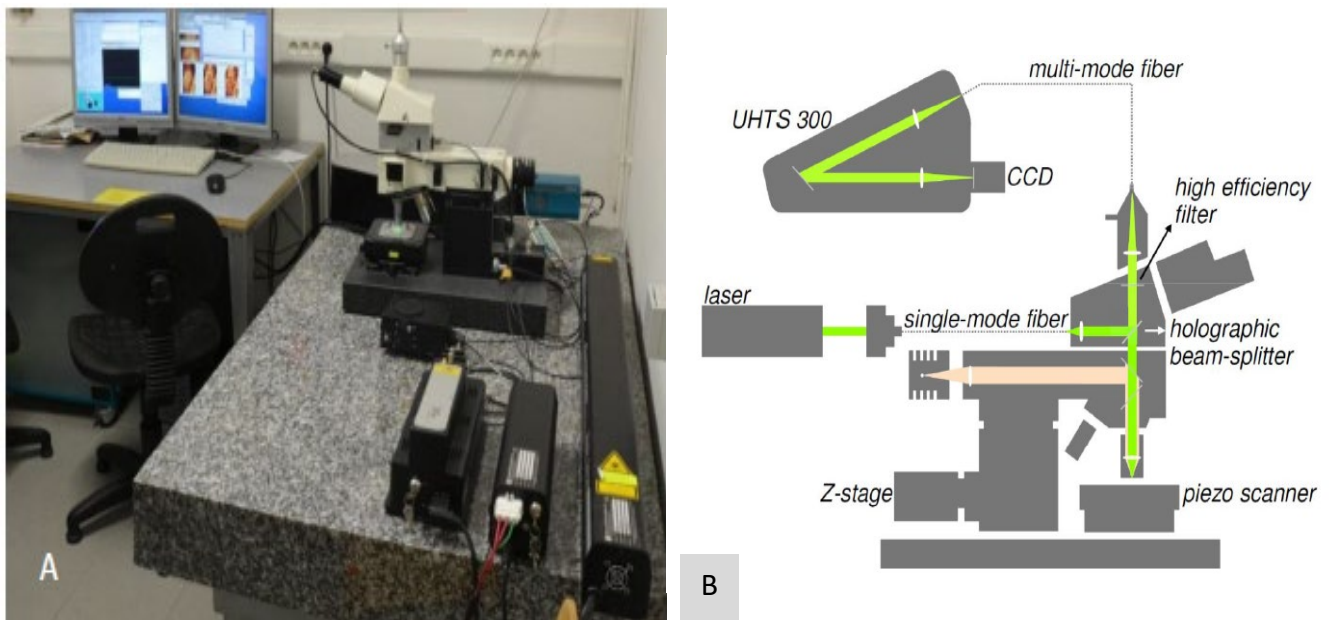 A
multi-mode fiber
UHTS 300
CCD
high efficiency
filter
laser
single-mode fiber
holographic
beam-splitter
Z-stage
piezo scanner
B